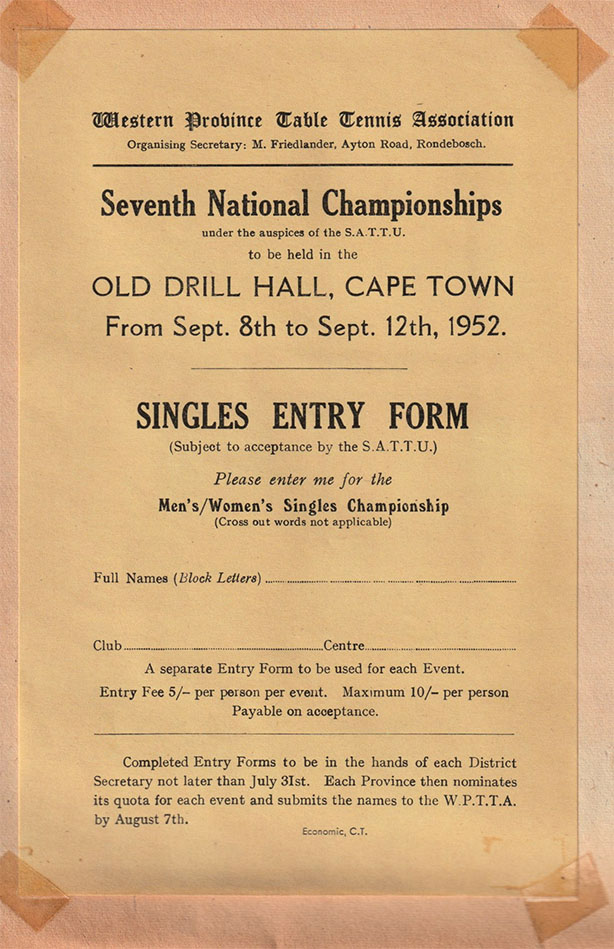 Western Province Table Tennis Association
Organising Secretary: M. Friedlander, Ayton Road, Rondebosch.
Seventh National Championships
under the auspices of the S.A.T.T.U.
to be held in the
OLD DRILL HALL, CAPE TOWN
From Sept. 8th to Sept. 12th, 1952.
SINGLES ENTRY FORM
(Subject to acceptance by the S.A.T.T.U.)
Please enter me for the
Men's/Women's Singles Championship
(Cross out words not applicable)
Full Names (Block Letters)
Club Centre
A separate Entry Form to be used for each Event.
Entry Fee 5/– per person per event. Maximum 10/– per person
Payable on acceptance.
Completed Entry Forms to be in the hands of each District
Secretary not later than July 31st. Each Province then nominates
its quota for each event and submits the names to the W.P.T.T.A.
by August 7th.
Economic, C.T.